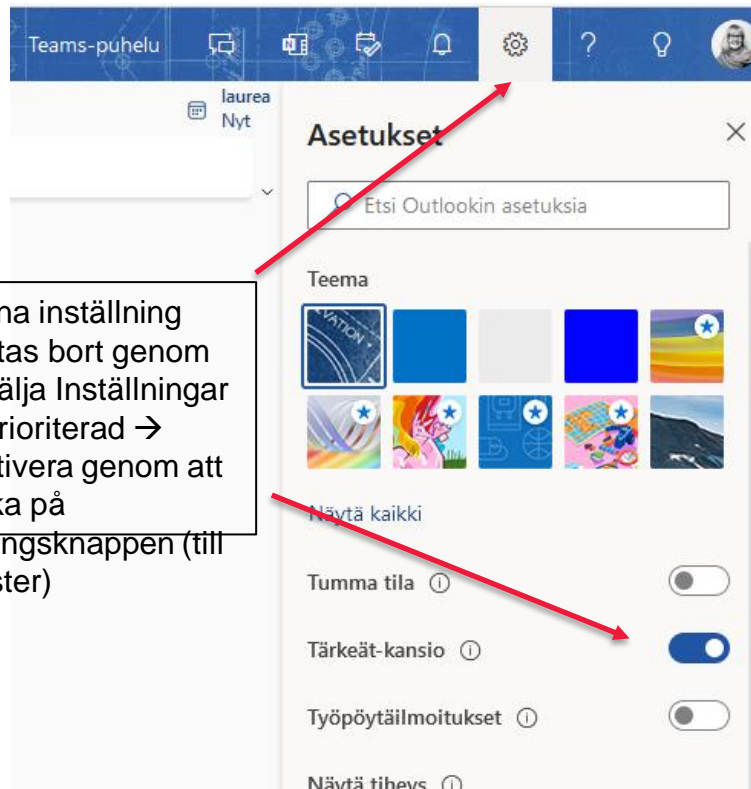 Teams-puhelu
laurea
Nyt
Asetukset
Etsi Outlookin asetuksia
Teema
VATION
na inställning
tas bort genom
älja Inställningar
rioriterad →
tivera genom att
ka på
ngsknappen (till
ster)
Näytä kaikki
Tumma tila
Tärkeät-kansio
Työpöytäilmoitukset
Näytä tiheys